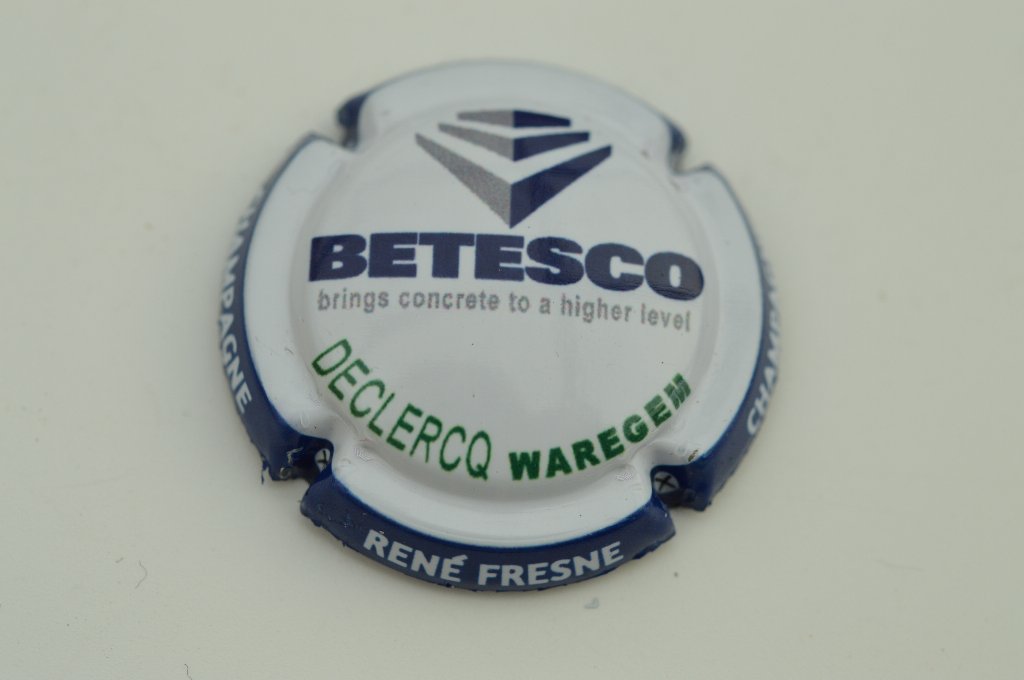 BETESCO
brings concrete to a higher level
DECLERCQ WAREGEM
CHAMPAGNE
RENÉ FRESNE